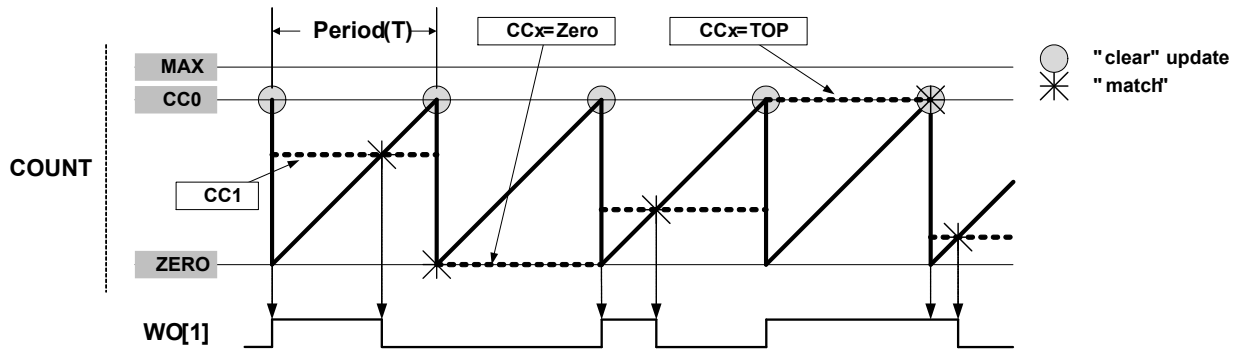 Period(T)
CCx=Zero
CCx=TOP
"clear" update
"match"
MAX
CC0
COUNT
CC1
ZERO
WO[1]